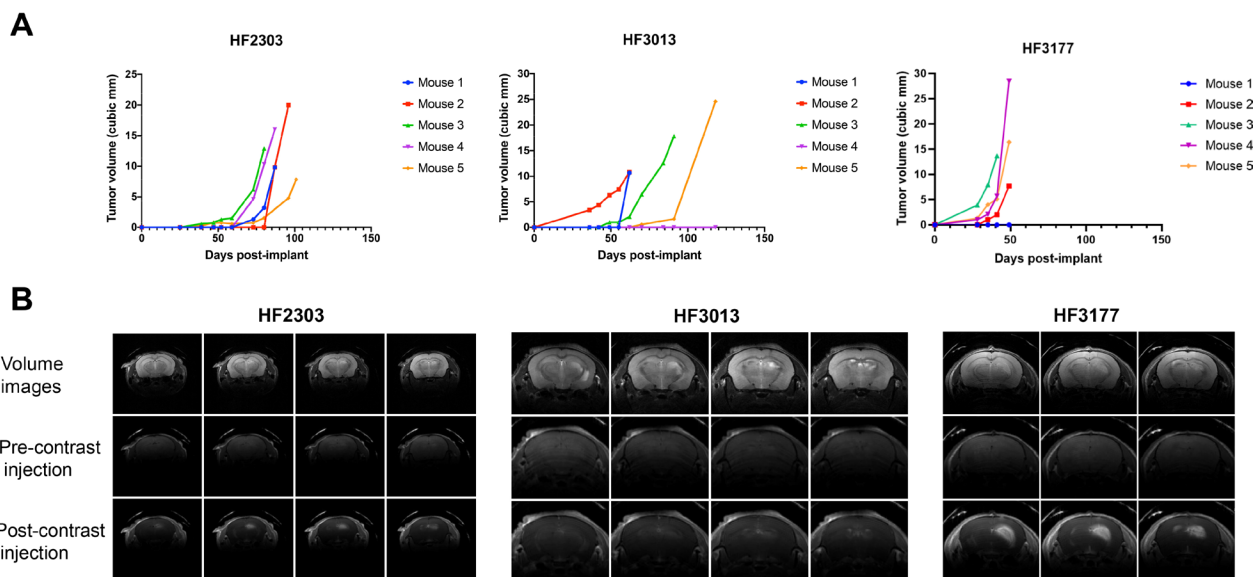 A
HF2303
HF3013
HF3177
Tumor volume (cubic mm)
25
20
15
10
5
0
0
50
100
150
Days post-implant
Mouse 1
Mouse 2
Mouse 3
Mouse 4
Mouse 5
Tumor volume (cubic mm)
30
25
20
15
10
5
0
0
50
100
150
Days post-implant
Mouse 1
Mouse 2
Mouse 3
Mouse 4
Mouse 5
Tumor volume (cubic mm)
30
25
20
15
10
5
0
0
50
100
150
Days post-implant
Mouse 1
Mouse 2
Mouse 3
Mouse 4
Mouse 5
B
HF2303
HF3013
HF3177
Volume
images
Pre-contrast
injection
Post-contrast
injection